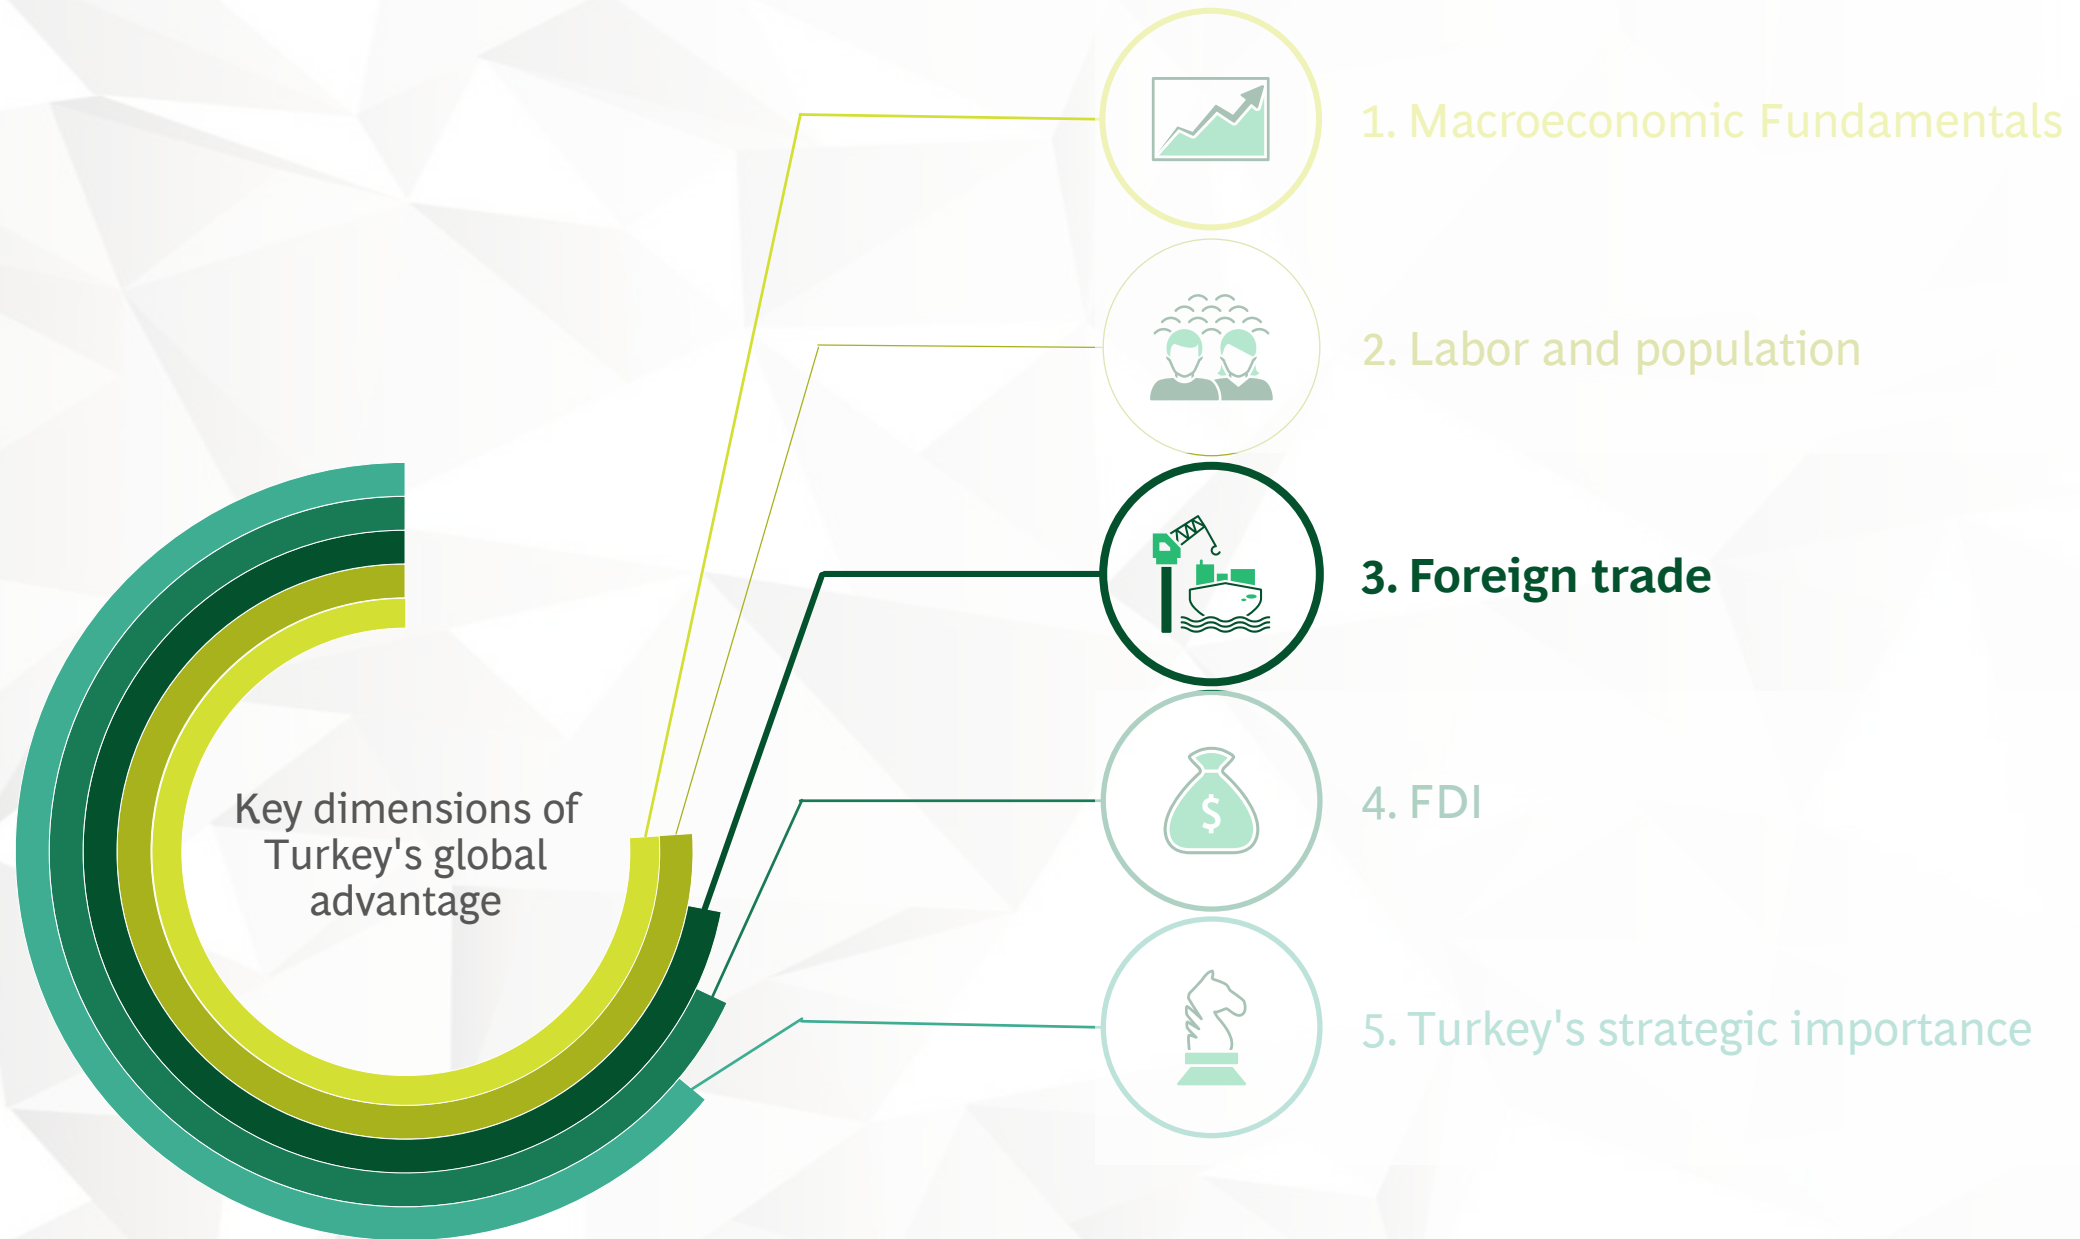 1. Macroeconomic Fundamentals
2. Labor and population
3. Foreign trade
Key dimensions of
Turkey's global
advantage
4. FDI
$
5. Turkey's strategic importance